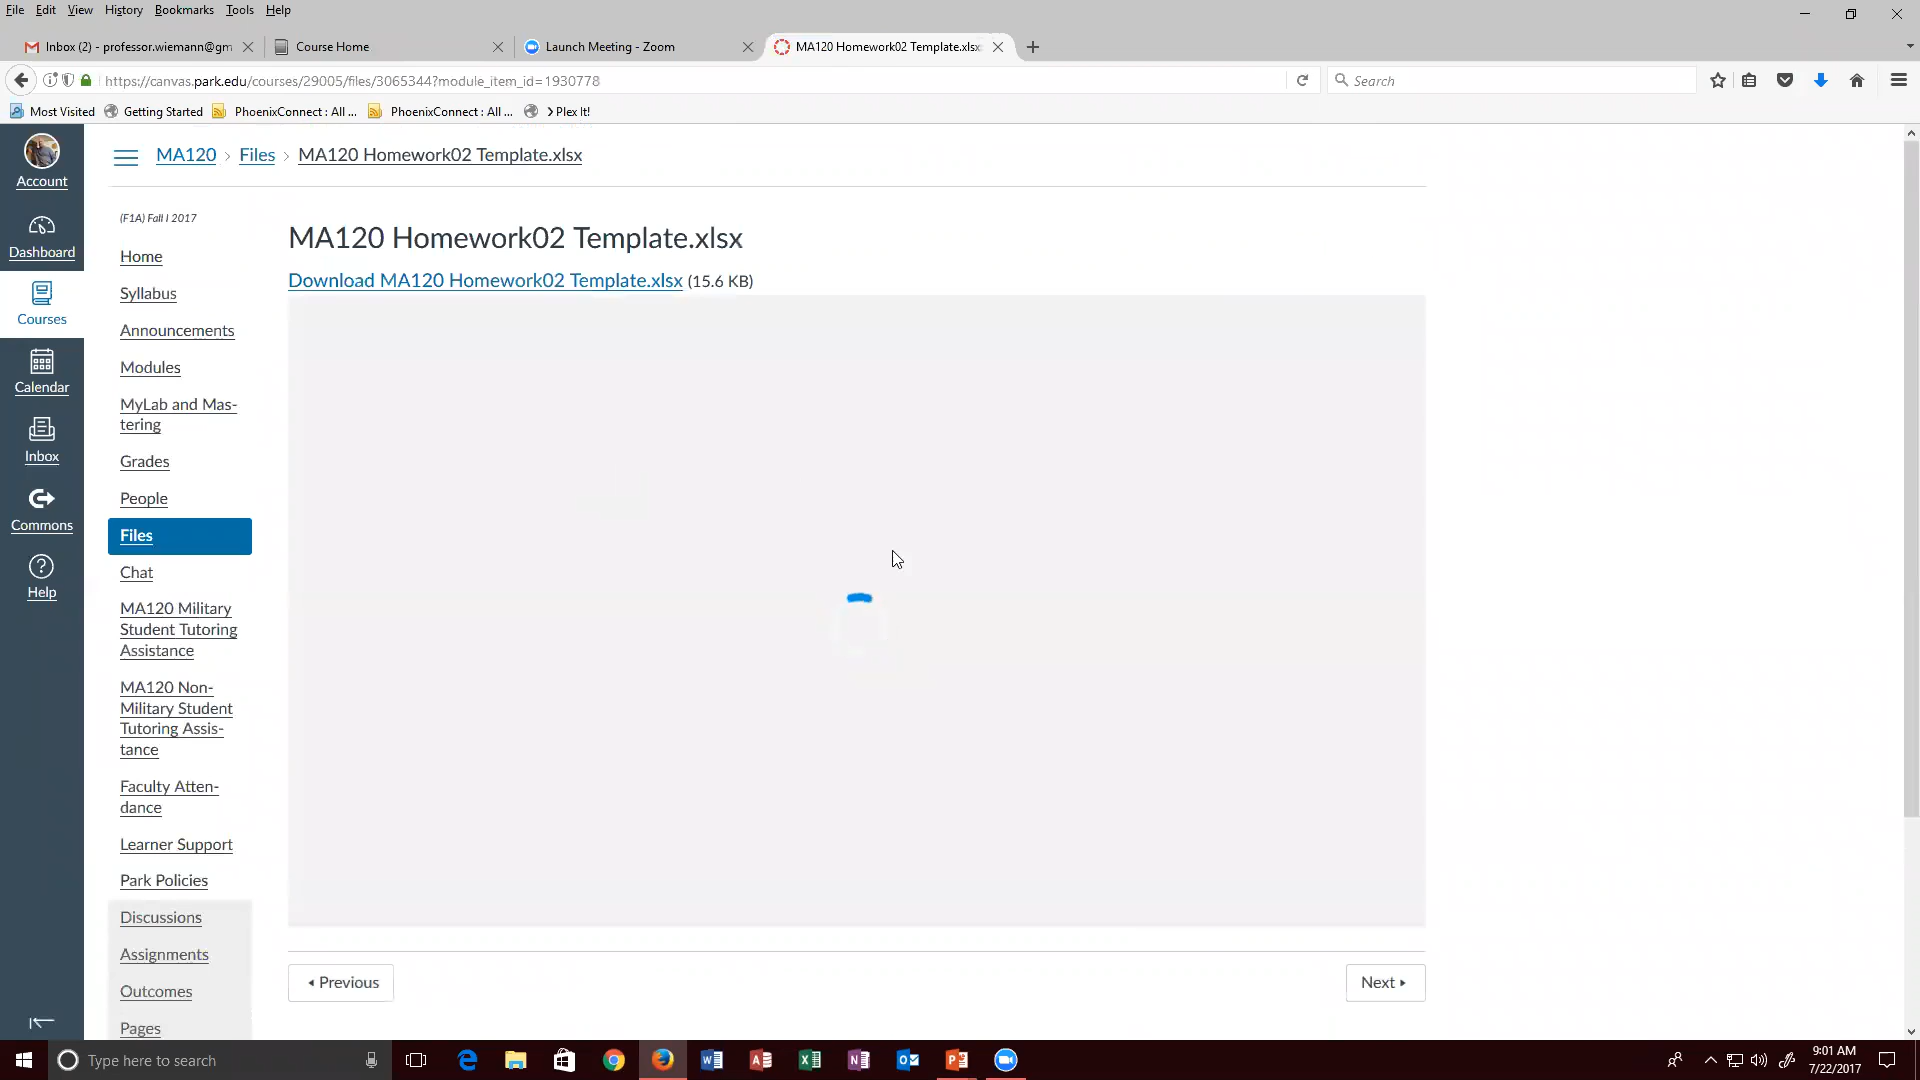 File Edit View History Bookmarks Tools Help
Inbox (2) - professor.wiemann@gm
Course Home
Launch Meeting - Zoom
MA120 Homework02 Template.xlsx
https://canvas.park.edu/courses/29005/files/3065344?module_item_id=1930778
Search
Most Visited Getting Started PhoenixConnect : All ... PhoenixConnect : All ... > Plex It!
Account
Dashboard
Courses
Calendar
Inbox
Commons
Help
MA120 > Files > MA120 Homework02 Template.xlsx
(F1A) Fall I 2017
Home
Syllabus
Announcements
Modules
MyLab and Mas-
tering
Grades
People
Files
Chat
MA120 Military
Student Tutoring
Assistance
MA120 Non-
Military Student
Tutoring Assis-
tance
Faculty Atten-
dance
Learner Support
Park Policies
Discussions
Assignments
Outcomes
Pages
MA120 Homework02 Template.xlsx
Download MA120 Homework02 Template.xlsx (15.6 KB)
Previous
Next
Type here to search
9:01 AM
7/22/2017